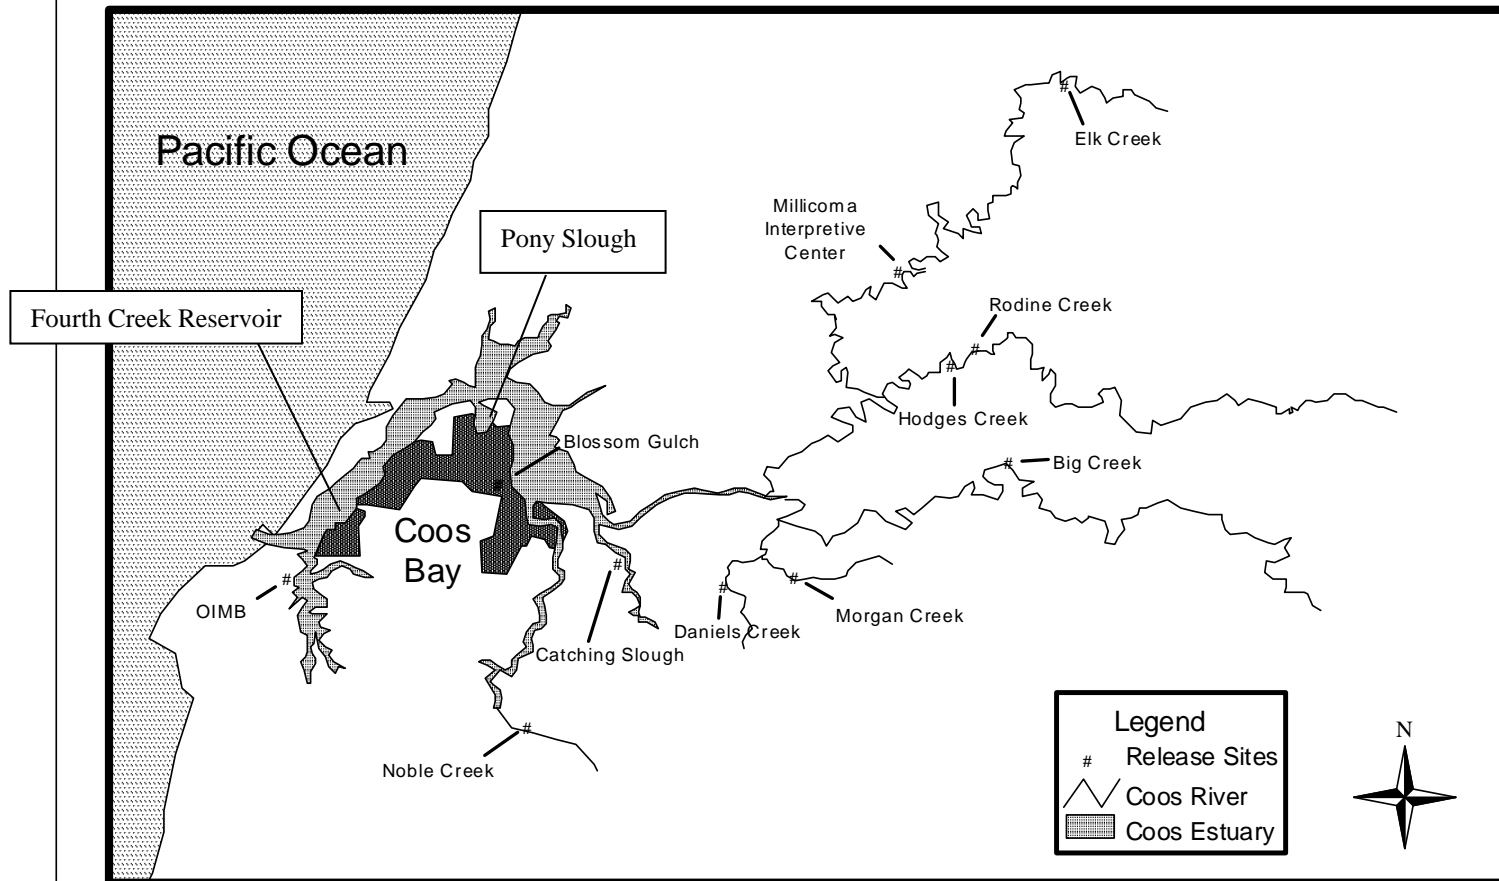 Pacific Ocean
Elk Creek
Millicoma
Interpretive
Center
Pony Slough
Fourth Creek Reservoir
Rodine Creek
Hodges Creek
Blossom Gulch
Big Creek
Coos
Bay
OIMB
Catching Slough
Daniels Creek
Morgan Creek
Noble Creek
Legend
# Release Sites
Coos River
Coos Estuary
N